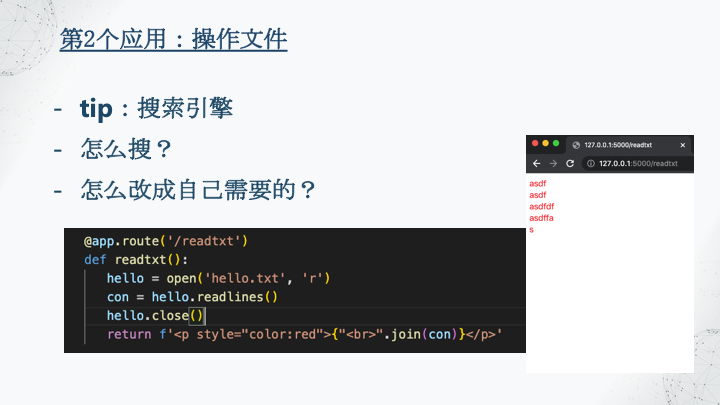 第2个应用：操作文件
- tip：搜索引擎
- 怎么搜？
- 怎么改成自己需要的？
@app.route('/readtxt')
def readtxt():
hello = open('hello.txt', 'r')
con = hello.readlines()
hello.close()
return f'<p style="color:red">{"<br>".join(con)}</p>'
127.0.0.1:5000/readtxt
127.0.0.1:5000/readtxt
asdf
asdf
asdfdf
asdffa
s